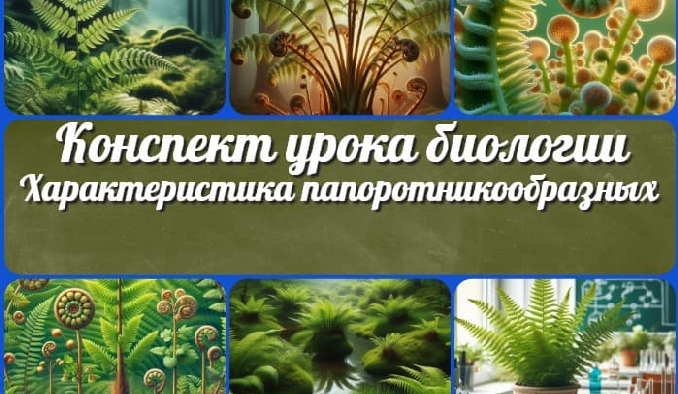 Конспект урока биологии
Характеристика папоротникообразных